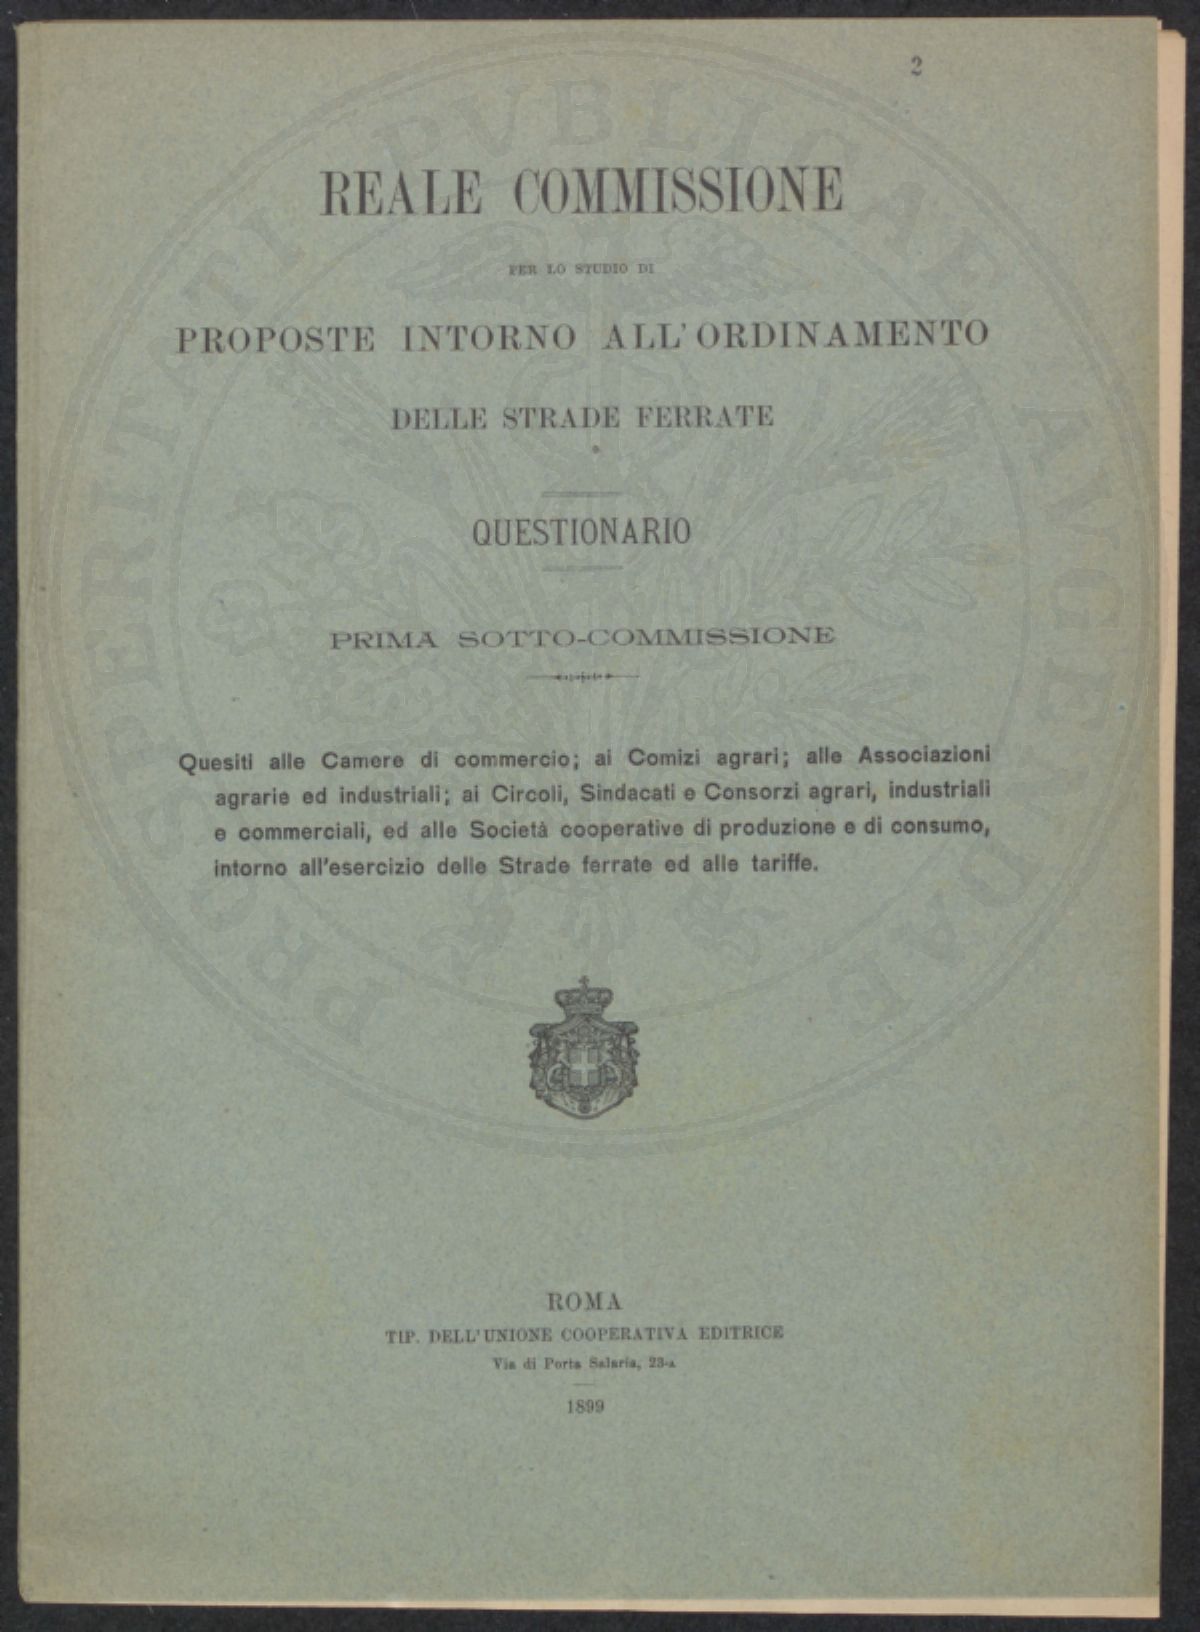 2
REALE COMMISSIONE
PER LO STUDIO DI
PROPOSTE INTORNO ALL'ORDINAMENTO
DELLE STRADE FERRATE
QUESTIONARIO
PRIMA SOTTO-COMMISSIONE
Quesiti alle Camere di commercio; ai Comizi agrari; alle Associazioni
agrarie ed industriali; ai Circoli, Sindacati e Consorzi agrari, industriali
e commerciali, ed alle Società cooperative di produzione e di consumo,
intorno all'esercizio delle Strade ferrate ed alle tariffe.
ROMA
TIP. DELL'UNIONE COOPERATIVA EDITRICE
Via di Porta Salaria, 23-A
1899
PROSPERITATI PVBLICAE AVGENDAE